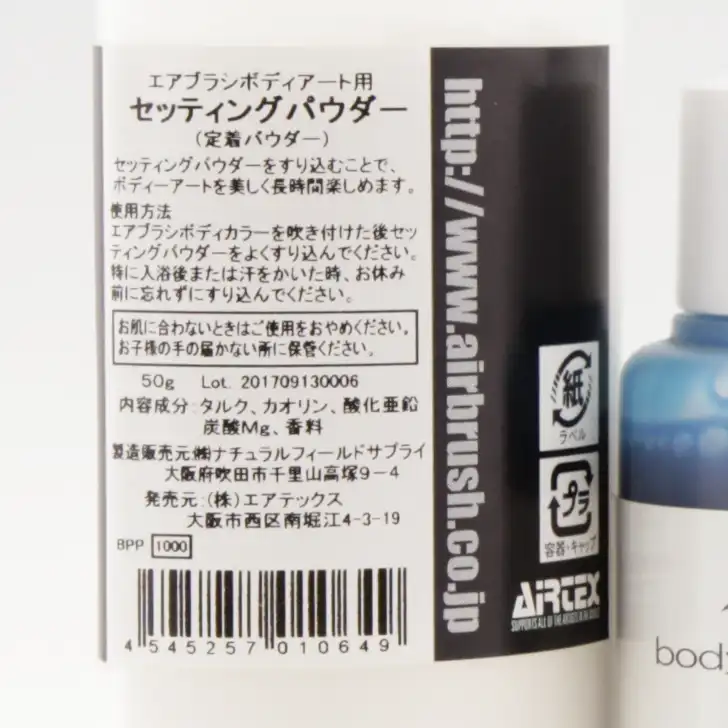 エアブラシボディアート用
セッティングパウダー
(定着パウダー)
セッティングパウダーをすり込むことで、
ボディーアートを美しく長時間楽しめます。
使用方法
エアブラシボディカラーを吹き付けた後セッ
ティングパウダーをよくすり込んでください。
特に入浴後または汗をかいた時、お休み
前に忘れずにすり込んでください。
お肌に合わないときはご使用をおやめください。
お子様の手の届かない所に保管ください。
50g Lot. 201709130006
内容成分:タルク、カオリン、酸化亜鉛
炭酸Mg、香料
製造販売元:㈱ナチュラルフィールドサプライ
大阪府吹田市千里山高塚9-4
発売元:(株)エアテックス
大阪市西区南堀江4-3-19
BPP 1000
4 545257 010649
http://www.airbrush.co.jp
紙
ラベル
プラ
容器・キャップ
AIRTEX
SUPPORTS ALL OF THE ARTISTS IN THE
body